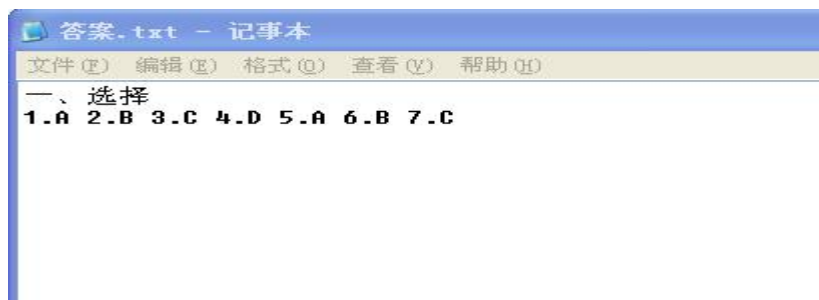 答案.txt - 记事本
文件(F) 编辑(E) 格式(O) 查看(V) 帮助(H)
一、选择
1.A 2.B 3.C 4.D 5.A 6.B 7.C